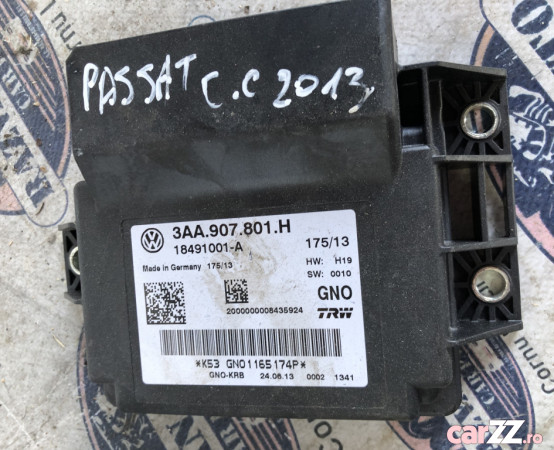 PASSAT C.C 2013
3AA.907.801.H
18491001-A 175/13
Made in Germany 175/13 HW: H19
SW: 0010
2000000008435924 GNO
TRW
*K53 GNO1165174P*
GNO-KRB 24.06.13 0002 1341
carZZ.ro